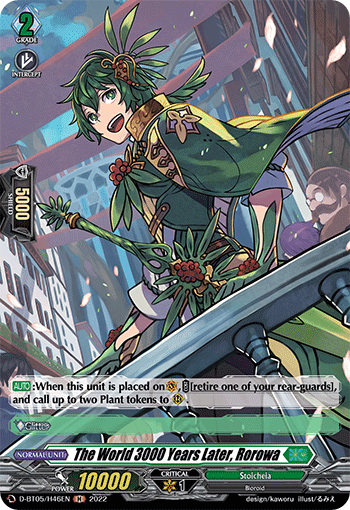 2
GRADE
INTERCEPT
5000
SHIELD
AUTO:When this unit is placed on , [retire one of your rear-guards],
and call up to two Plant tokens to .
NORMAL UNIT
The World 3000 Years Later, Rorowa
POWER
10000
CRITICAL
1
Stoicheia
Bioroid
D-BT05/H46EN H 2022
design/kaworu illust/るみえ